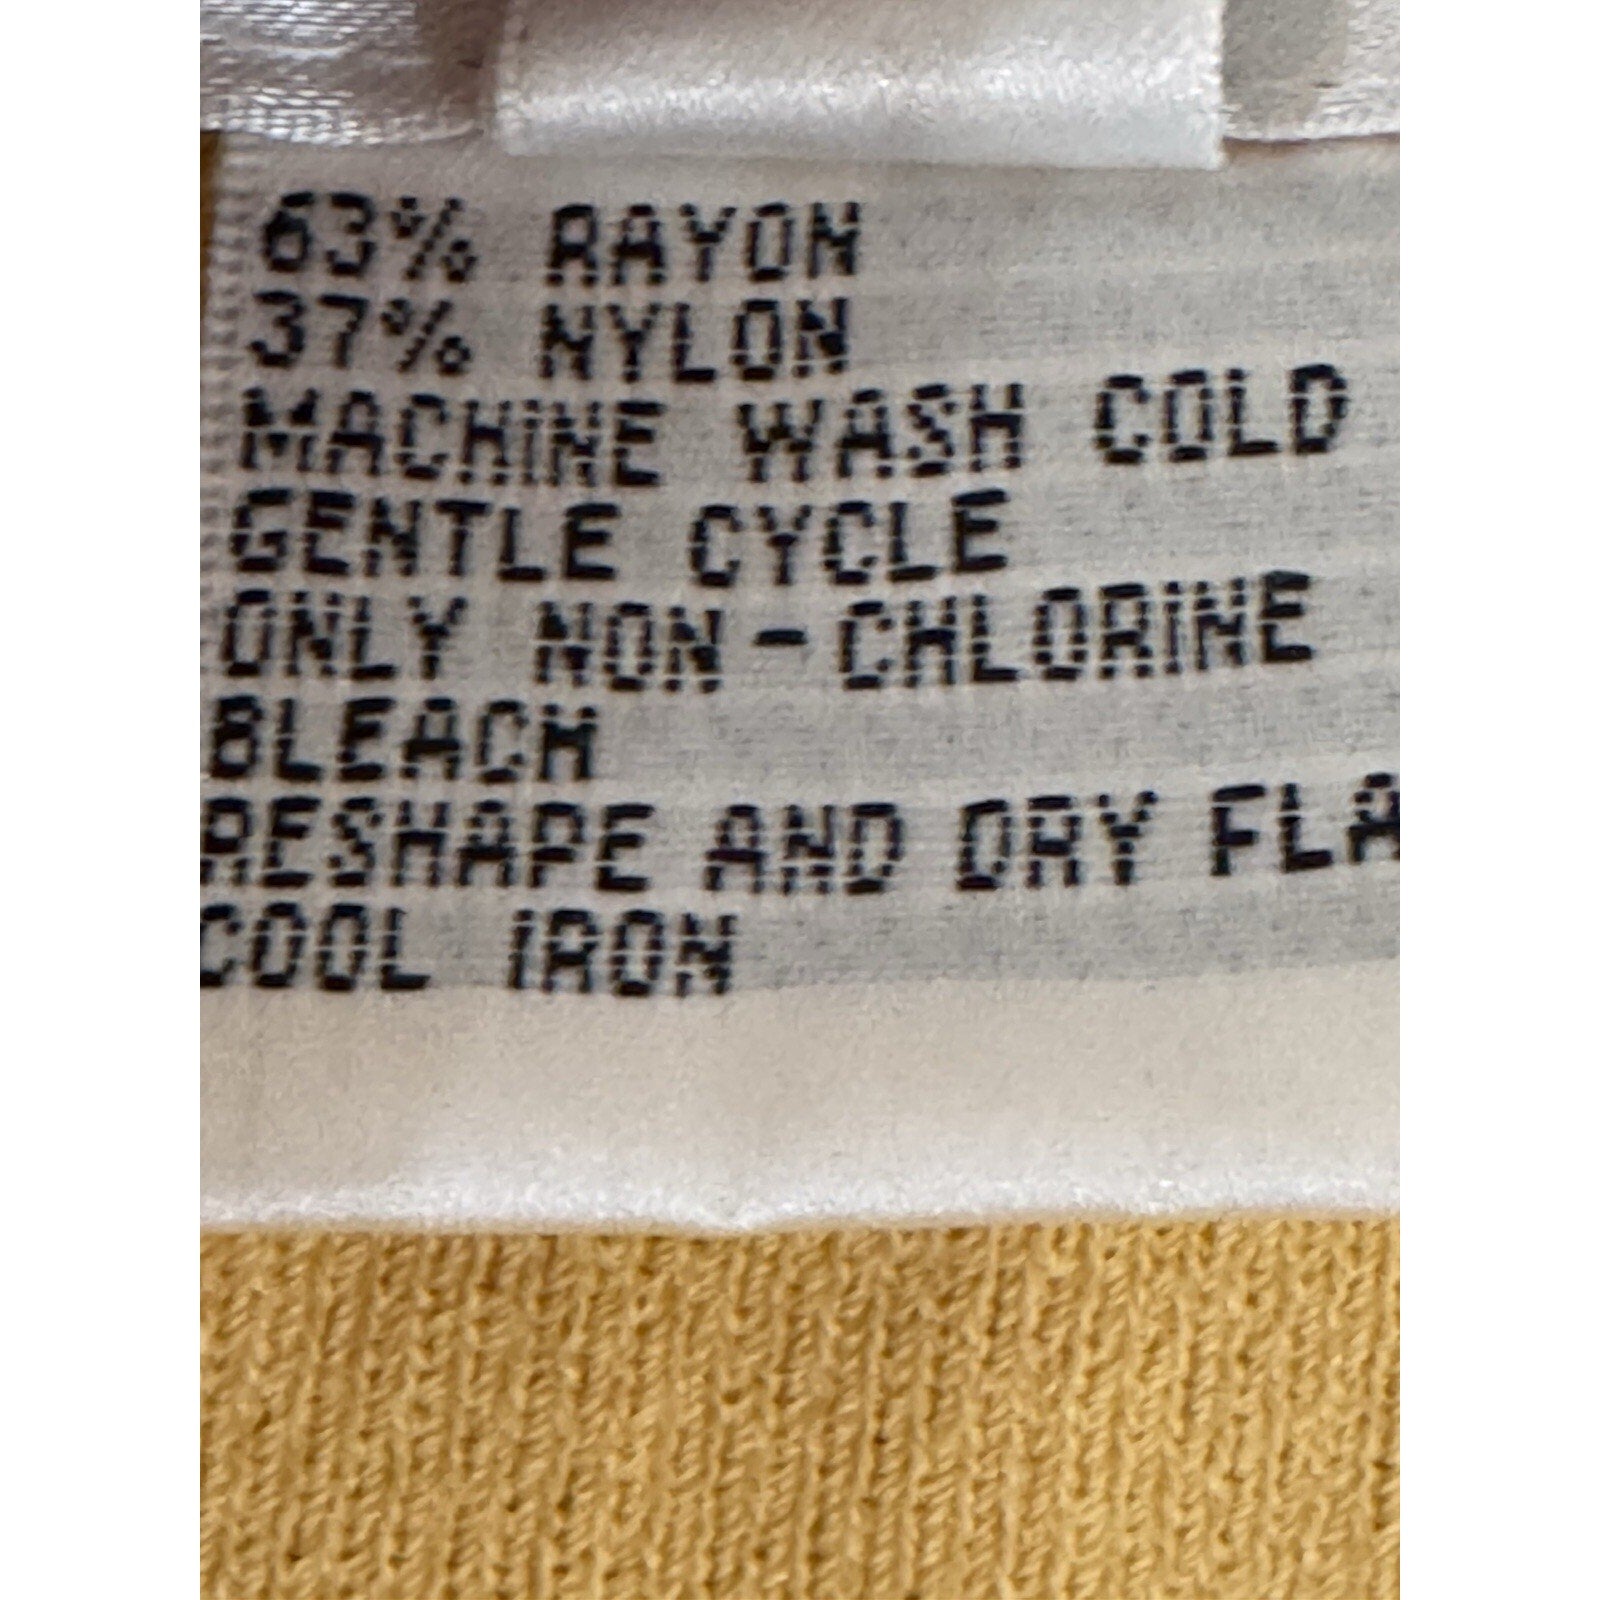 63% RAYON
37% NYLON
MACHINE WASH COLD
GENTLE CYCLE
ONLY NON-CHLORINE
BLEACH
RESHAPE AND DRY FLA
COOL IRON